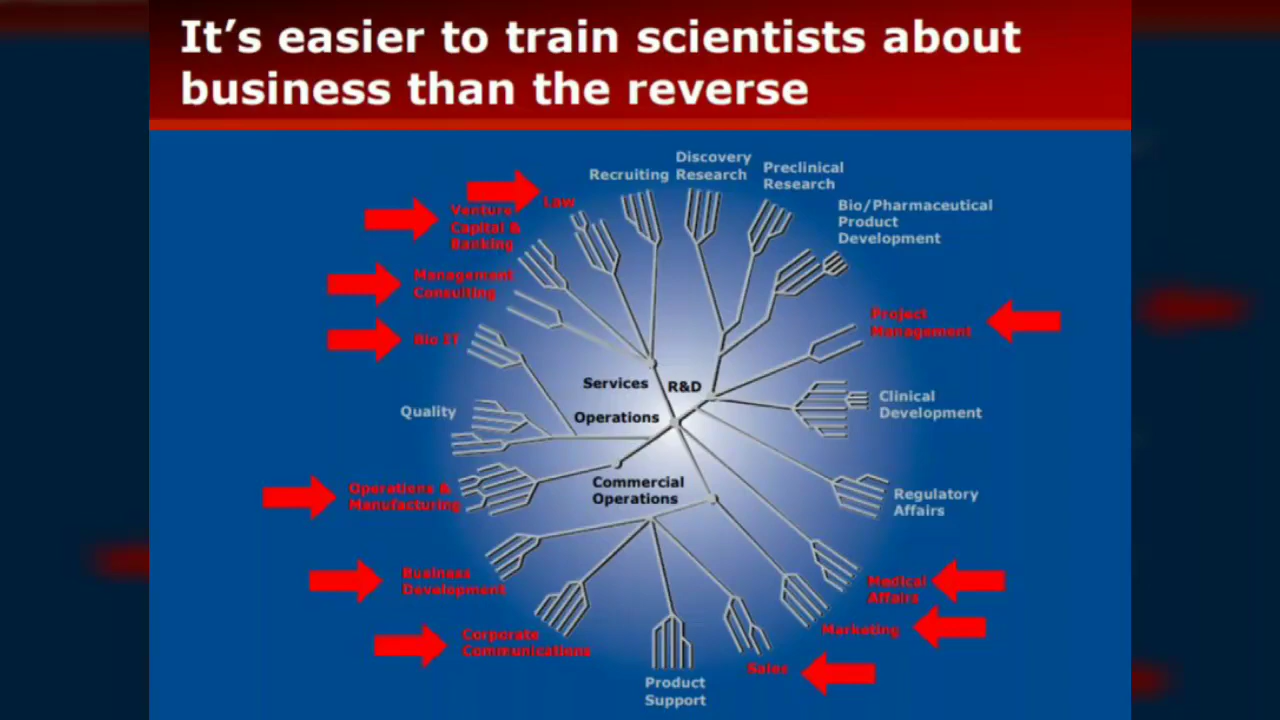 It's easier to train scientists about
business than the reverse
Discovery
Recruiting Research
Preclinical
Research
Law
Venture
Capital &
Banking
Bio/Pharmaceutical
Product
Development
Management
Consulting
Project
Management
Bio IT
Services
R&D
Operations
Quality
Clinical
Development
Commercial
Operations
Operations &
Manufacturing
Regulatory
Affairs
Business
Development
Medical
Affairs
Corporate
Communications
Marketing
Sales
Product
Support